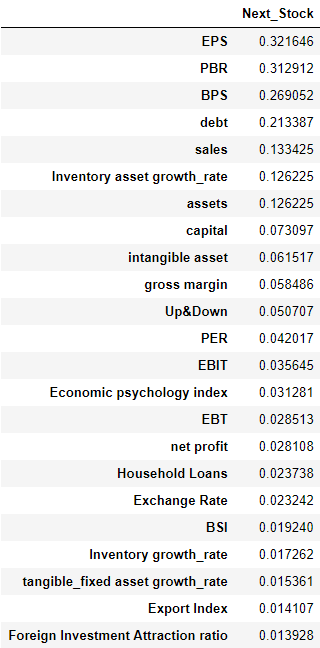 Next_Stock
EPS 0.321646
PBR 0.312912
BPS 0.269052
debt 0.213387
sales 0.133425
Inventory asset growth_rate 0.126225
assets 0.126225
capital 0.073097
intangible asset 0.061517
gross margin 0.058486
Up&Down 0.050707
PER 0.042017
EBIT 0.035645
Economic psychology index 0.031281
EBT 0.028513
net profit 0.028108
Household Loans 0.023738
Exchange Rate 0.023242
BSI 0.019240
Inventory growth_rate 0.017262
tangible_fixed asset growth_rate 0.015361
Export Index 0.014107
Foreign Investment Attraction ratio 0.013928